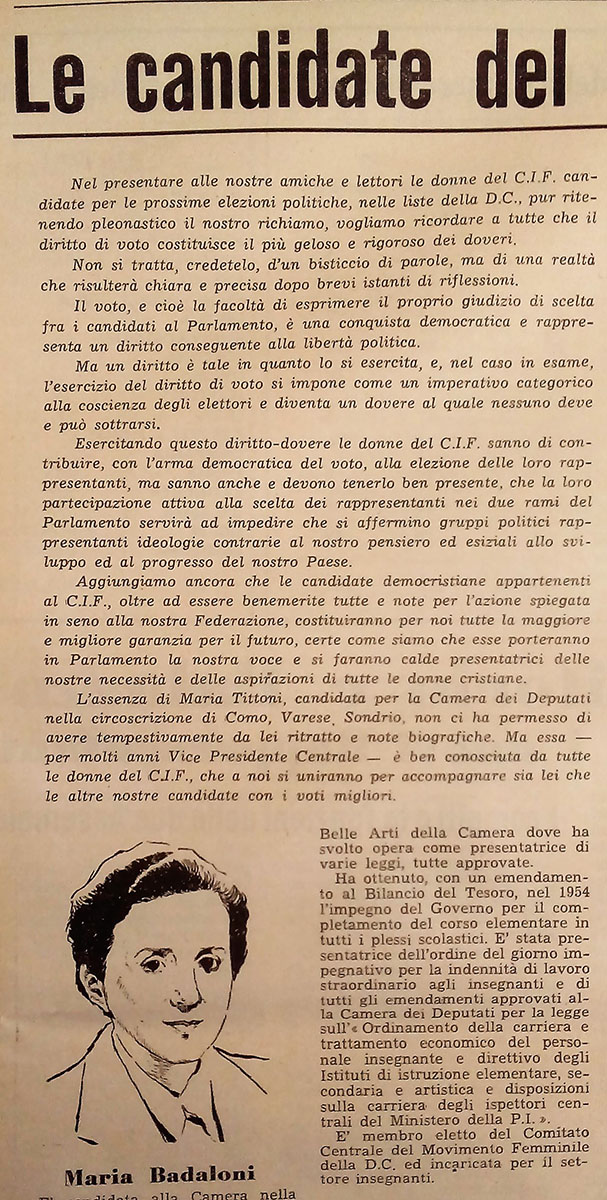 Le candidate del
Nel presentare alle nostre amiche e lettori le donne del C.I.F. can-
didate per le prossime elezioni politiche, nelle liste della D.C., pur rite-
nendo pleonastico il nostro richiamo, vogliamo ricordare a tutte che il
diritto di voto costituisce il più geloso e rigoroso dei doveri.
Non si tratta, credetelo, d'un bisticcio di parole, ma di una realtà
che risulterà chiara e precisa dopo brevi istanti di riflessioni.
Il voto, e cioè la facoltà di esprimere il proprio giudizio di scelta
fra i candidati al Parlamento, è una conquista democratica e rappre-
senta un diritto conseguente alla libertà politica.
Ma un diritto è tale in quanto lo si esercita, e, nel caso in esame,
l'esercizio del diritto di voto si impone come un imperativo categorico
alla coscienza degli elettori e diventa un dovere al quale nessuno deve
e può sottrarsi.
Esercitando questo diritto-dovere le donne del C.I.F. sanno di con-
tribuire, con l'arma democratica del voto, alla elezione delle loro rap-
presentanti, ma sanno anche e devono tenerlo ben presente, che la loro
partecipazione attiva alla scelta dei rappresentanti nei due rami del
Parlamento servirà ad impedire che si affermino gruppi politici rap-
presentanti ideologie contrarie al nostro pensiero ed esiziali allo svi-
luppo ed al progresso del nostro Paese.
Aggiungiamo ancora che le candidate democristiane appartenenti
al C.I.F., oltre ad essere benemerite tutte e note per l'azione spiegata
in seno alla nostra Federazione, costituiranno per noi tutte la maggiore
e migliore garanzia per il futuro, certe come siamo che esse porteranno
in Parlamento la nostra voce e si faranno calde presentatrici delle
nostre necessità e delle aspirazioni di tutte le donne cristiane.
L'assenza di Maria Tittoni, candidata per la Camera dei Deputati
nella circoscrizione di Como, Varese, Sondrio, non ci ha permesso di
avere tempestivamente da lei ritratto e note biografiche. Ma essa —
per molti anni Vice Presidente Centrale — è ben conosciuta da tutte
le donne del C.I.F., che a noi si uniranno per accompagnare sia lei che
le altre nostre candidate con i voti migliori.
Maria Badaloni
E' candidata alla Camera nella
Belle Arti della Camera dove ha
svolto opera come presentatrice di
varie leggi, tutte approvate.
Ha ottenuto, con un emendamen-
to al Bilancio del Tesoro, nel 1954
l'impegno del Governo per il com-
pletamento del corso elementare in
tutti i plessi scolastici. E' stata pre-
sentatrice dell'ordine del giorno im-
pegnativo per la indennità di lavoro
straordinario agli insegnanti e di
tutti gli emendamenti approvati al-
la Camera dei Deputati per la legge
sull'« Ordinamento della carriera e
trattamento economico del perso-
nale insegnante e direttivo degli
Istituti di istruzione elementare, se-
condaria e artistica e disposizioni
sulla carriera degli ispettori cen-
trali del Ministero della P.I. ».
E' membro eletto del Comitato
Centrale del Movimento Femminile
della D.C. ed incaricata per il set-
tore insegnanti.